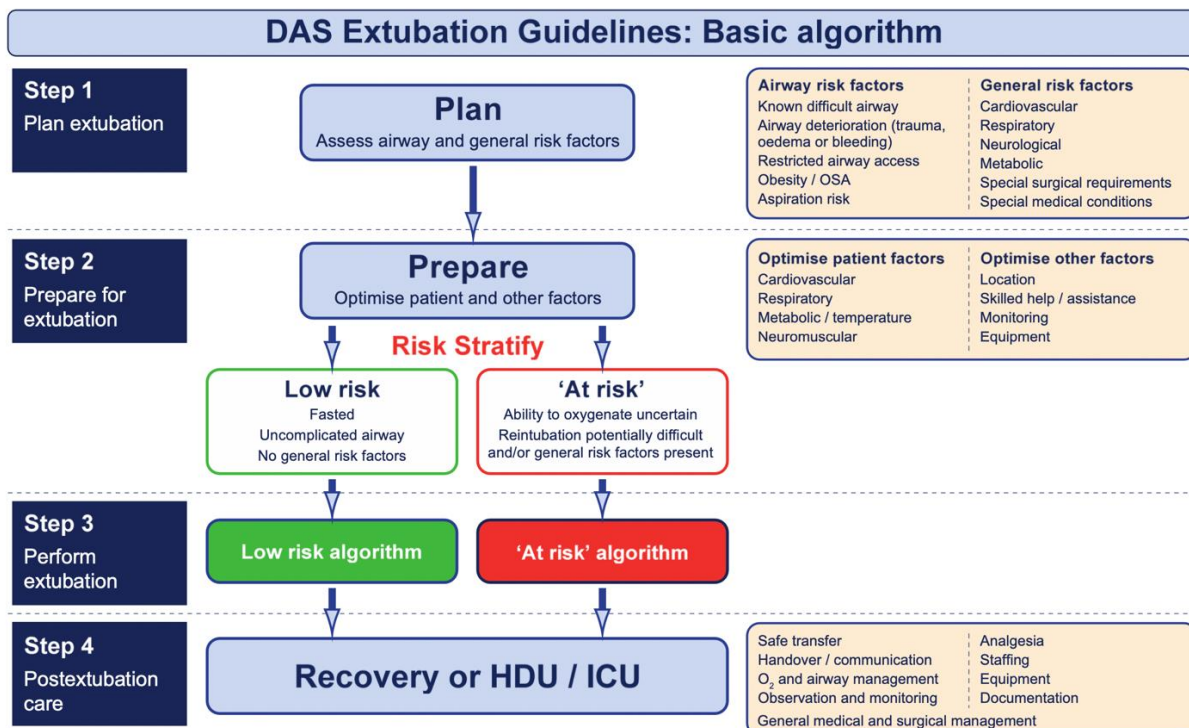 DAS Extubation Guidelines: Basic algorithm
Step 1
Plan extubation
Plan
Assess airway and general risk factors
Airway risk factors
Known difficult airway
Airway deterioration (trauma,
oedema or bleeding)
Restricted airway access
Obesity / OSA
Aspiration risk
General risk factors
Cardiovascular
Respiratory
Neurological
Metabolic
Special surgical requirements
Special medical conditions
Step 2
Prepare for
extubation
Prepare
Optimise patient and other factors
Optimise patient factors
Cardiovascular
Respiratory
Metabolic / temperature
Neuromuscular
Optimise other factors
Location
Skilled help / assistance
Monitoring
Equipment
Risk Stratify
Low risk
Fasted
Uncomplicated airway
No general risk factors
‘At risk’
Ability to oxygenate uncertain
Reintubation potentially difficult
and/or general risk factors present
Step 3
Perform
extubation
Low risk algorithm
‘At risk’ algorithm
Step 4
Postextubation
care
Recovery or HDU / ICU
Safe transfer
Handover / communication
O₂ and airway management
Observation and monitoring
Analgesia
Staffing
Equipment
Documentation
General medical and surgical management